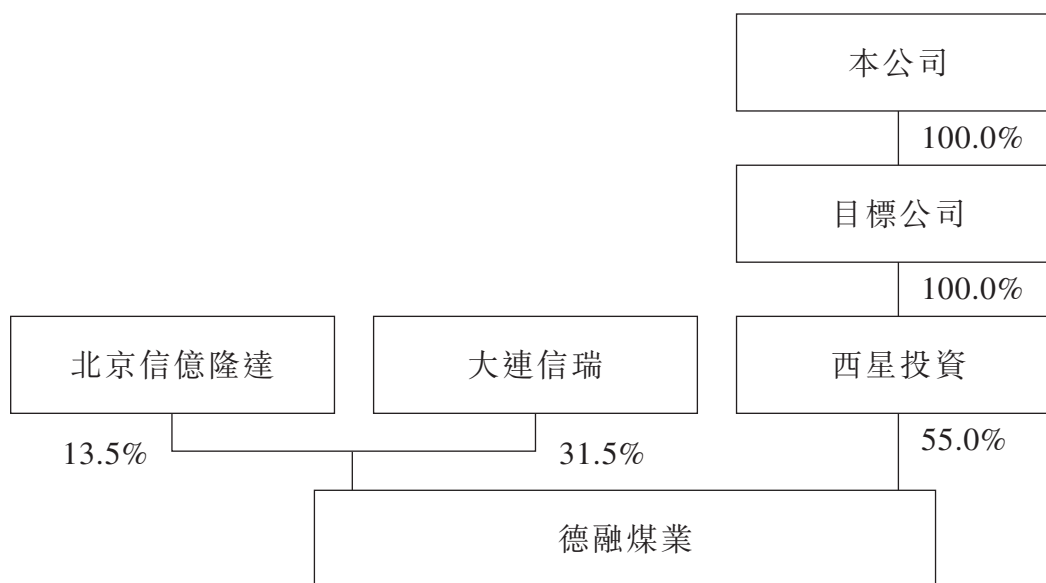 本公司
100.0%
目標公司
100.0%
北京信億隆達
大連信瑞
西星投資
13.5%
31.5%
55.0%
德融煤業